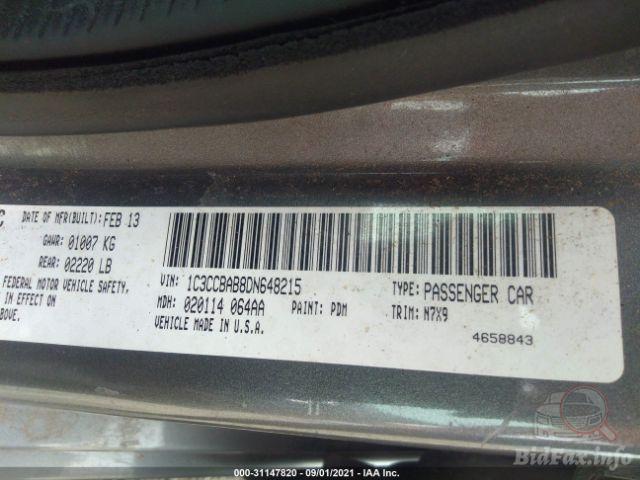 C DATE OF MFR(BUILT): FEB 13
GAWR: 01007 KG
REAR: 02220 LB
FEDERAL MOTOR VEHICLE SAFETY,
IN EFFECT ON
ABOVE.
VIN: 1C3CCBAB8DN648215 TYPE: PASSENGER CAR
MDH: 020114 064AA PAINT: PDM TRIM: N7X9
VEHICLE MADE IN U.S.A.
4658843
BidFax.info
000-31147820 - 09/01/2021 - IAA Inc.